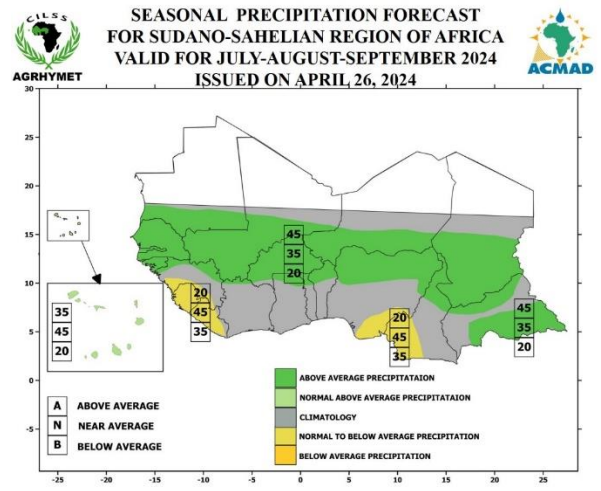 CILSS
AGRHYMET
SEASONAL PRECIPITATION FORECAST
FOR SUDANO-SAHELIAN REGION OF AFRICA
VALID FOR JULY-AUGUST-SEPTEMBER 2024
ISSUED ON APRIL 26, 2024
ACMAD
30
25
20
15
10
5
0
-5
45
35
20
20
45
35
20
45
35
45
35
20
35
45
20
A ABOVE AVERAGE
N NEAR AVERAGE
B BELOW AVERAGE
ABOVE AVERAGE PRECIPITATAION
NORMAL ABOVE AVERAGE PRECIPITATAION
CLIMATOLOGY
NORMAL TO BELOW AVERAGE PRECIPITATION
BELOW AVERAGE PRECIPITATION
-25 -20 -15 -10 -5 0 5 10 15 20 25